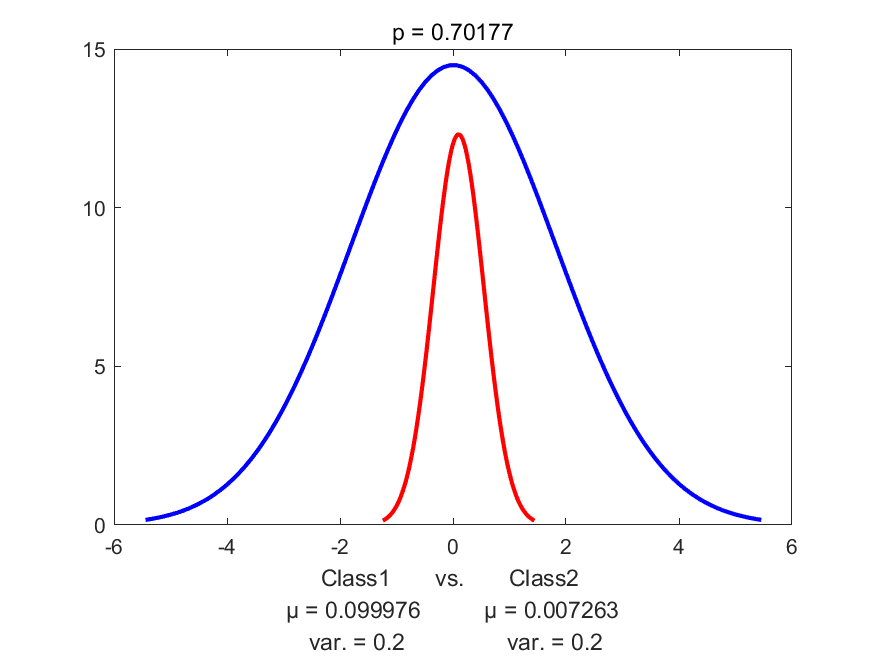 p = 0.70177
15
10
5
0
-6 -4 -2 0 2 4 6
Class1 vs. Class2
μ = 0.099976 μ = 0.007263
var. = 0.2 var. = 0.2